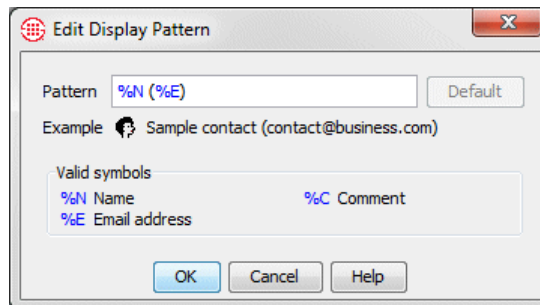 Edit Display Pattern
Pattern %N (%E) Default
Example Sample contact (contact@business.com)
Valid symbols
%N Name %C Comment
%E Email address
OK Cancel Help